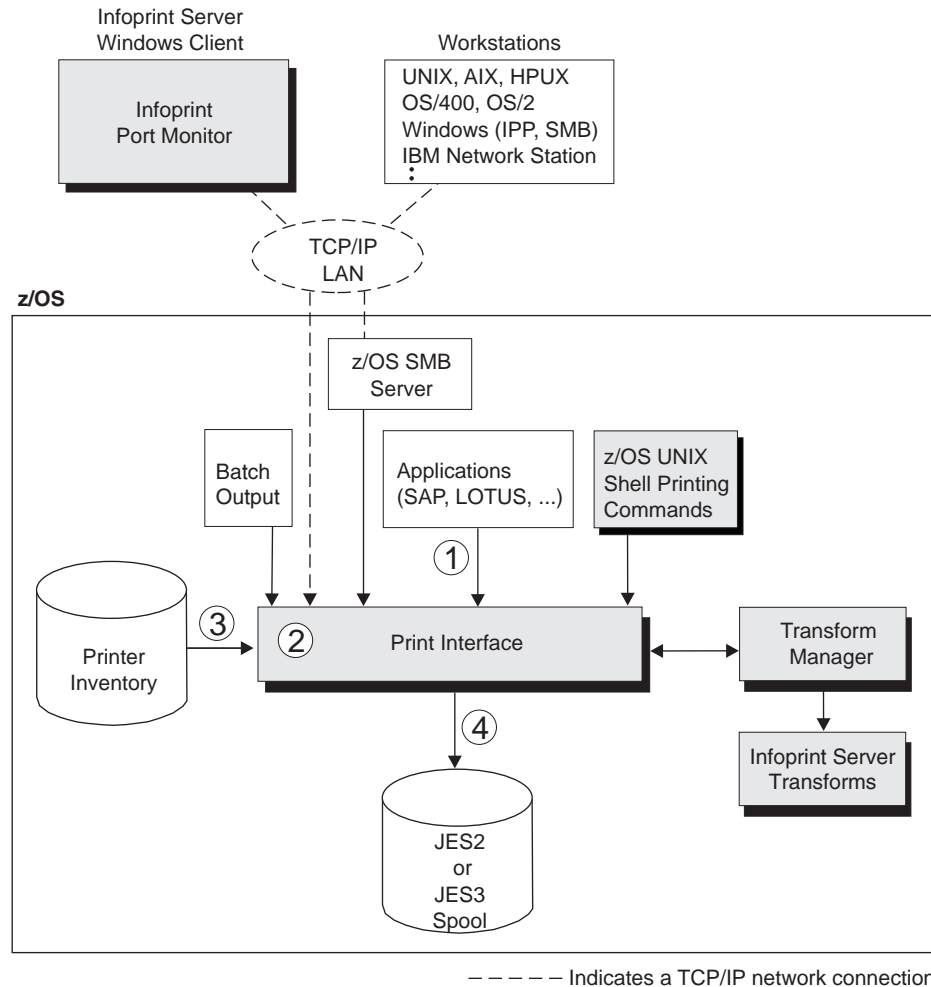 Infoprint Server
Windows Client
Infoprint
Port Monitor
Workstations
UNIX, AIX, HPUX
OS/400, OS/2
Windows (IPP, SMB)
IBM Network Station
TCP/IP
LAN
z/OS
z/OS SMB
Server
Batch
Output
Applications
(SAP, LOTUS, ...)
z/OS UNIX
Shell Printing
Commands
1
Printer
Inventory
3
2
Print Interface
Transform
Manager
4
Infoprint Server
Transforms
JES2
or
JES3
Spool
Indicates a TCP/IP network connection